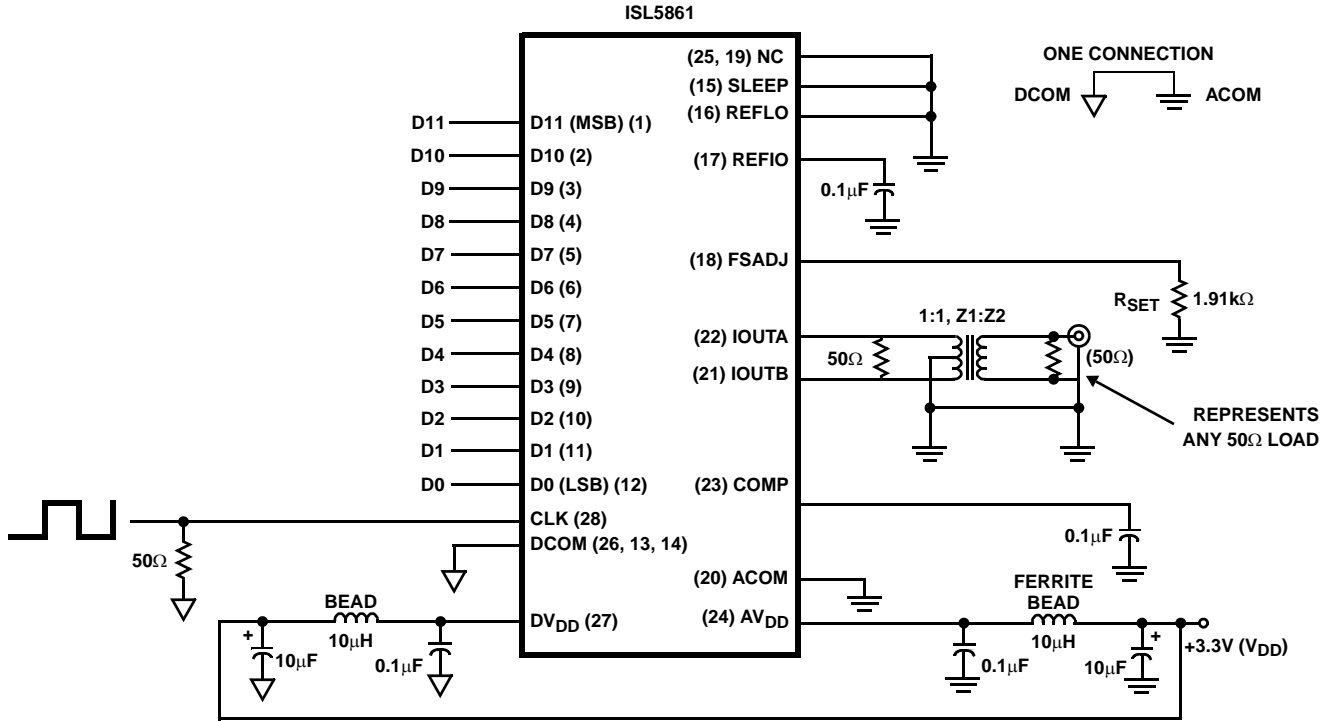 ISL5861
(25, 19) NC
(15) SLEEP
(16) REFLO
(17) REFIO
0.1μF
ONE CONNECTION
DCOM
ACOM
D11
D11 (MSB) (1)
D10
D10 (2)
D9
D9 (3)
D8
D8 (4)
D7
D7 (5)
D6
D6 (6)
D5
D5 (7)
D4
D4 (8)
D3
D3 (9)
D2
D2 (10)
D1
D1 (11)
D0
D0 (LSB) (12)
CLK (28)
50Ω
DCOM (26, 13, 14)
BEAD
+
10μF
10μH
0.1μF
DVDD (27)
(18) FSADJ
RSET
1.91kΩ
1:1, Z1:Z2
(22) IOUTA
50Ω
(50Ω)
(21) IOUTB
REPRESENTS
ANY 50Ω LOAD
(23) COMP
0.1μF
(20) ACOM
FERRITE
BEAD
(24) AVDD
10μH
+
+3.3V (VDD)
0.1μF
10μF